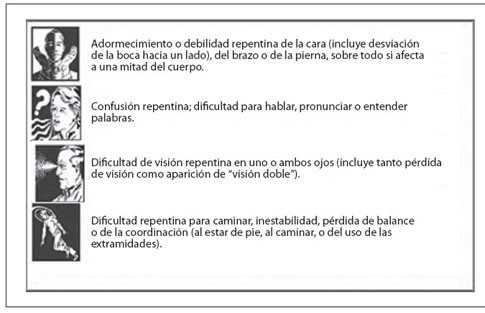 Adormecimiento o debilidad repentina de la cara (incluye desviación
de la boca hacia un lado), del brazo o de la pierna, sobre todo si afecta
a una mitad del cuerpo.
?
Confusión repentina; dificultad para hablar, pronunciar o entender
palabras.
Dificultad de visión repentina en uno o ambos ojos (incluye tanto pérdida
de visión como aparición de “visión doble”).
Dificultad repentina para caminar, inestabilidad, pérdida de balance
o de la coordinación (al estar de pie, al caminar, o del uso de las
extramidades).